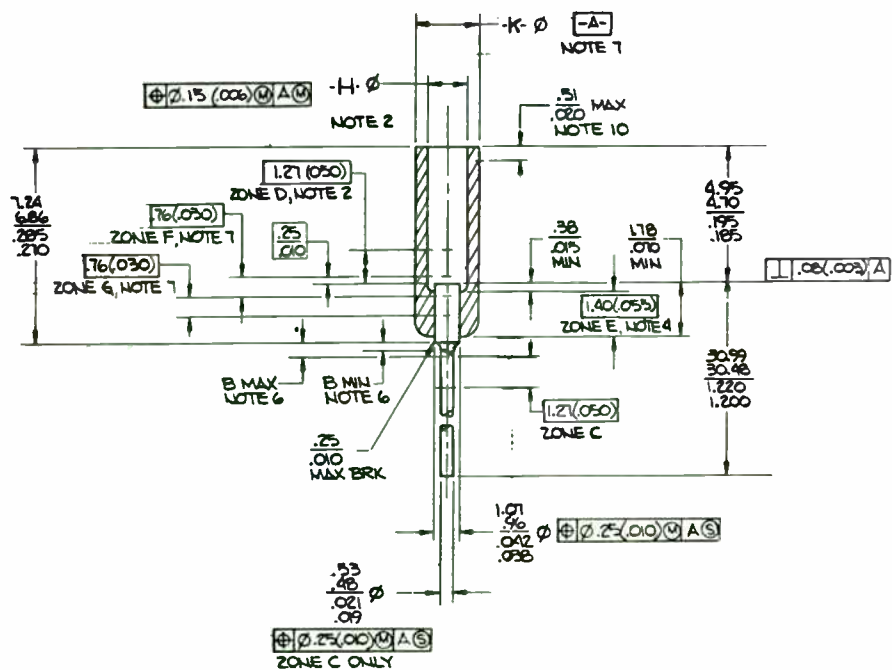 -K- Ø -A-
NOTE 7
⌖ Ø.15 (.006) Ⓜ A Ⓜ
-H- Ø
NOTE 2
.51
.020 MAX
NOTE 10
7.24
6.86
.285
.270
1.27 (.050)
ZONE D, NOTE 2
.76 (.030)
ZONE F, NOTE 7
.25
.010
.76 (.030)
ZONE G, NOTE 7
.38
.015
MIN
1.78
.070
MIN
4.95
4.70
.195
.185
⊥ .08 (.003) A
1.40 (.055)
ZONE E, NOTE 4
B MAX
NOTE 6
B MIN
NOTE 6
30.99
30.48
1.220
1.200
1.27 (.050)
ZONE C
.25
.010
MAX BRK
1.07
.96
.042
.038
Ø ⌖ Ø.25 (.010) Ⓜ A Ⓢ
.53
.48
.021
.019
Ø
⌖ Ø.25 (.010) Ⓜ A Ⓢ
ZONE C ONLY